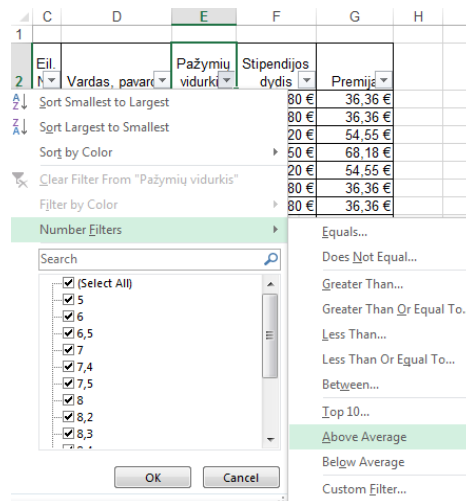 C D E F G H
1
Eil. Pažymių Stipendijos
2 Vardas, pavard vidurki dydis Premija
80 € 36,36 €
Sort Smallest to Largest 80 € 36,36 €
Sort Largest to Smallest 20 € 54,55 €
50 € 68,18 €
Sort by Color 20 € 54,55 €
Clear Filter From "Pažymių vidurkis" 80 € 36,36 €
Filter by Color 80 € 36,36 €
Number Filters
Search
(Select All)
5
6
6,5
7
7,4
7,5
8
8,2
8,3
OK Cancel
Equals...
Does Not Equal...
Greater Than...
Greater Than Or Equal To...
Less Than...
Less Than Or Equal To...
Between...
Top 10...
Above Average
Below Average
Custom Filter...